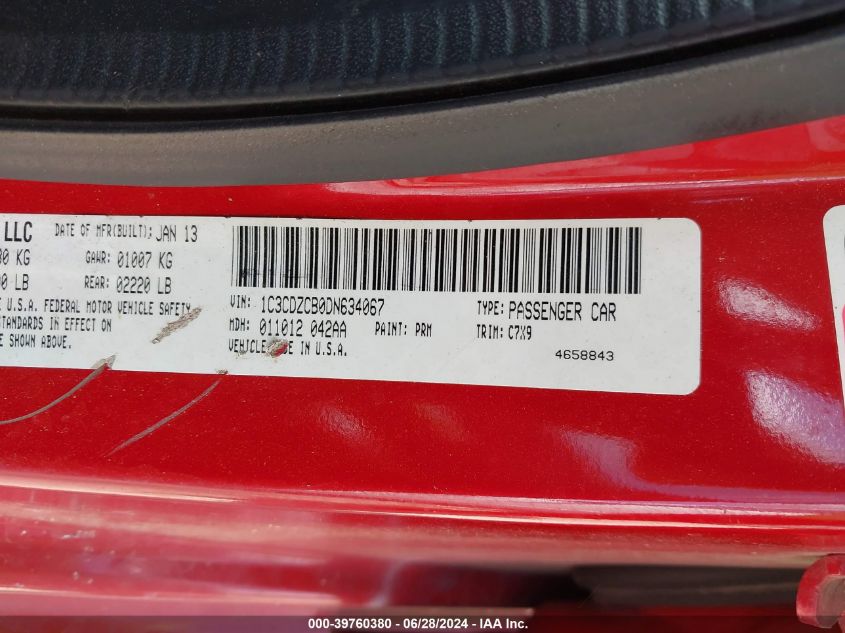 LLC DATE OF MFR(BUILT): JAN 13
0 KG GAWR: 01007 KG
0 LB REAR: 02220 LB
U.S.A. FEDERAL MOTOR VEHICLE SAFETY
STANDARDS IN EFFECT ON
SHOWN ABOVE.
VIN: 1C3CDZCB0DN634067 TYPE: PASSENGER CAR
MDH: 011012 042AA PAINT: PRM TRIM: C7X9
VEHICLE IN U.S.A. 4658843
000-39760380 - 06/28/2024 - IAA Inc.